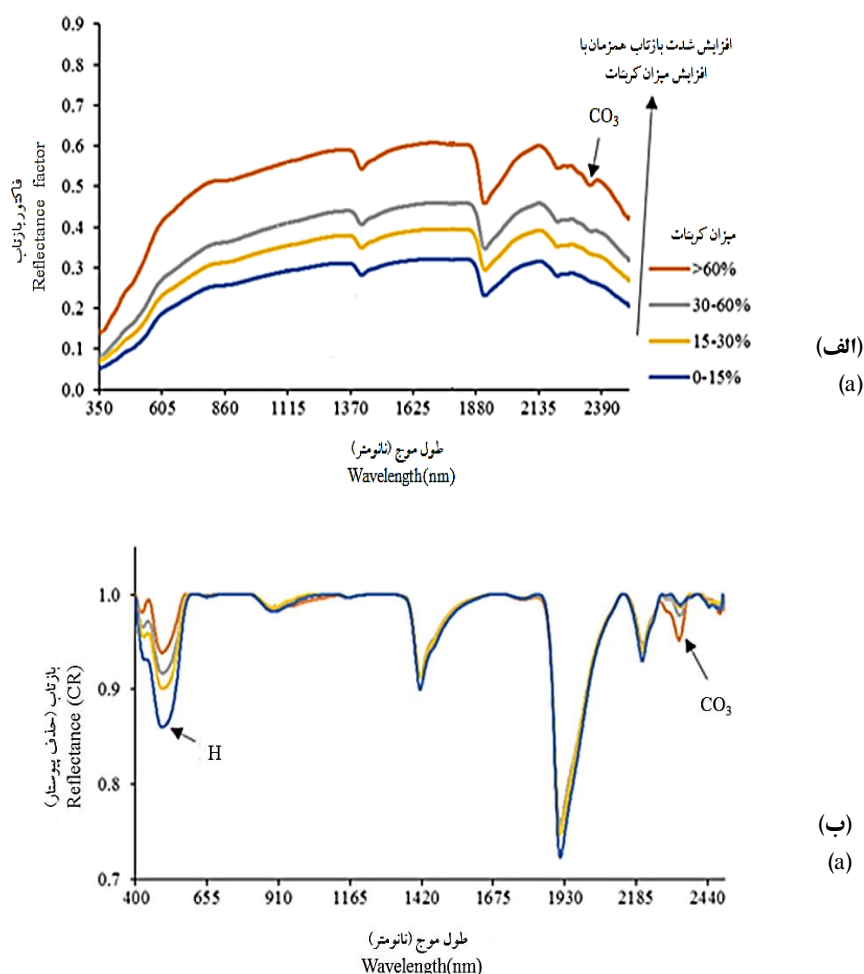 0.9
0.8
0.7
0.6
0.5
0.4
0.3
0.2
0.1
0.0
فاکتور بازتاب
Reflectance factor
350 605 860 1115 1370 1625 1880 2135 2390
طول موج (نانومتر)
Wavelength(nm)
افزایش شدت بازتاب همزمان با
افزایش میزان کربنات
CO₃
میزان کربنات
>60%
30-60%
15-30%
0-15%
(الف)
(a)
1.0
0.9
0.8
0.7
بازتاب (حذف پیوستار)
Reflectance (CR)
H
CO₃
400 655 910 1165 1420 1675 1930 2185 2440
طول موج (نانومتر)
Wavelength(nm)
(ب)
(a)